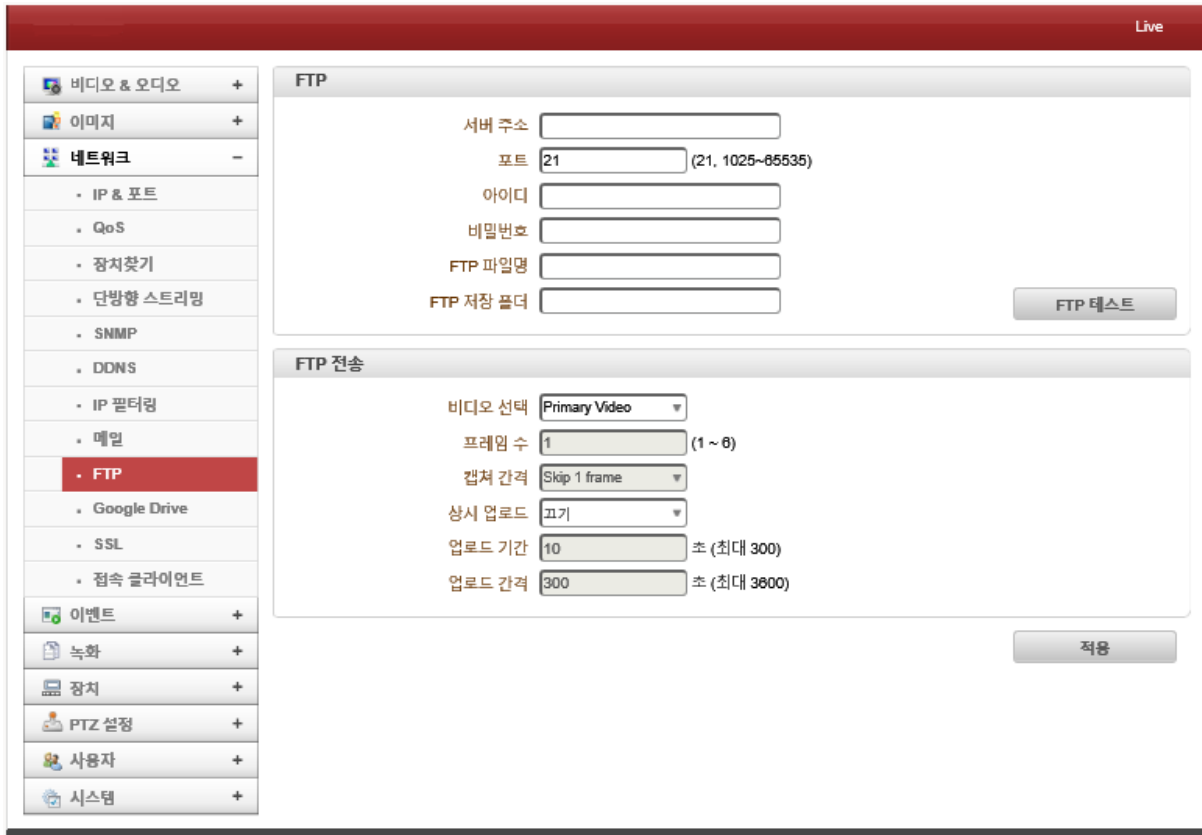 Live
비디오 & 오디오 +
이미지 +
네트워크 -
IP & 포트
QoS
장치찾기
단방향 스트리밍
SNMP
DDNS
IP 필터링
메일
FTP
Google Drive
SSL
접속 클라이언트
이벤트 +
녹화 +
장치 +
PTZ 설정 +
사용자 +
시스템 +
FTP
서버 주소
포트 21 (21, 1025~65535)
아이디
비밀번호
FTP 파일명
FTP 저장 폴더
FTP 테스트
FTP 전송
비디오 선택 Primary Video
프레임 수 1 (1 ~ 6)
캡쳐 간격 Skip 1 frame
상시 업로드 끄기
업로드 기간 10 초 (최대 300)
업로드 간격 300 초 (최대 3600)
적용